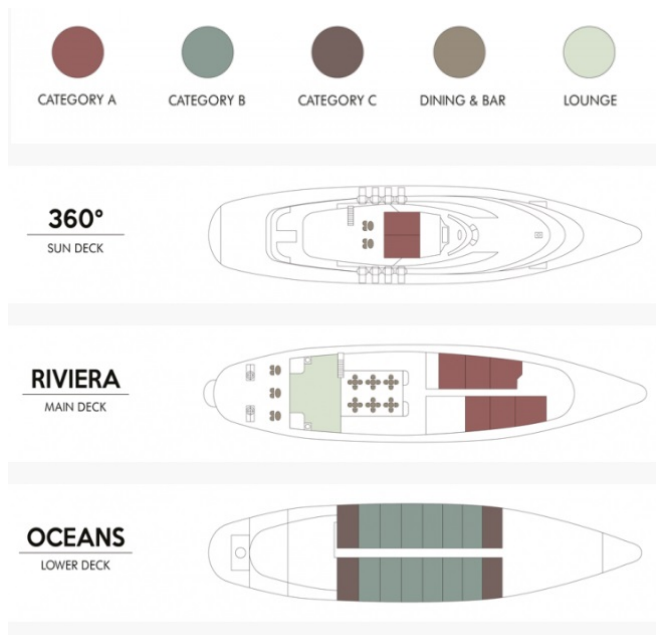 CATEGORY A
CATEGORY B
CATEGORY C
DINING & BAR
LOUNGE
360°
SUN DECK
RIVIERA
MAIN DECK
OCEANS
LOWER DECK